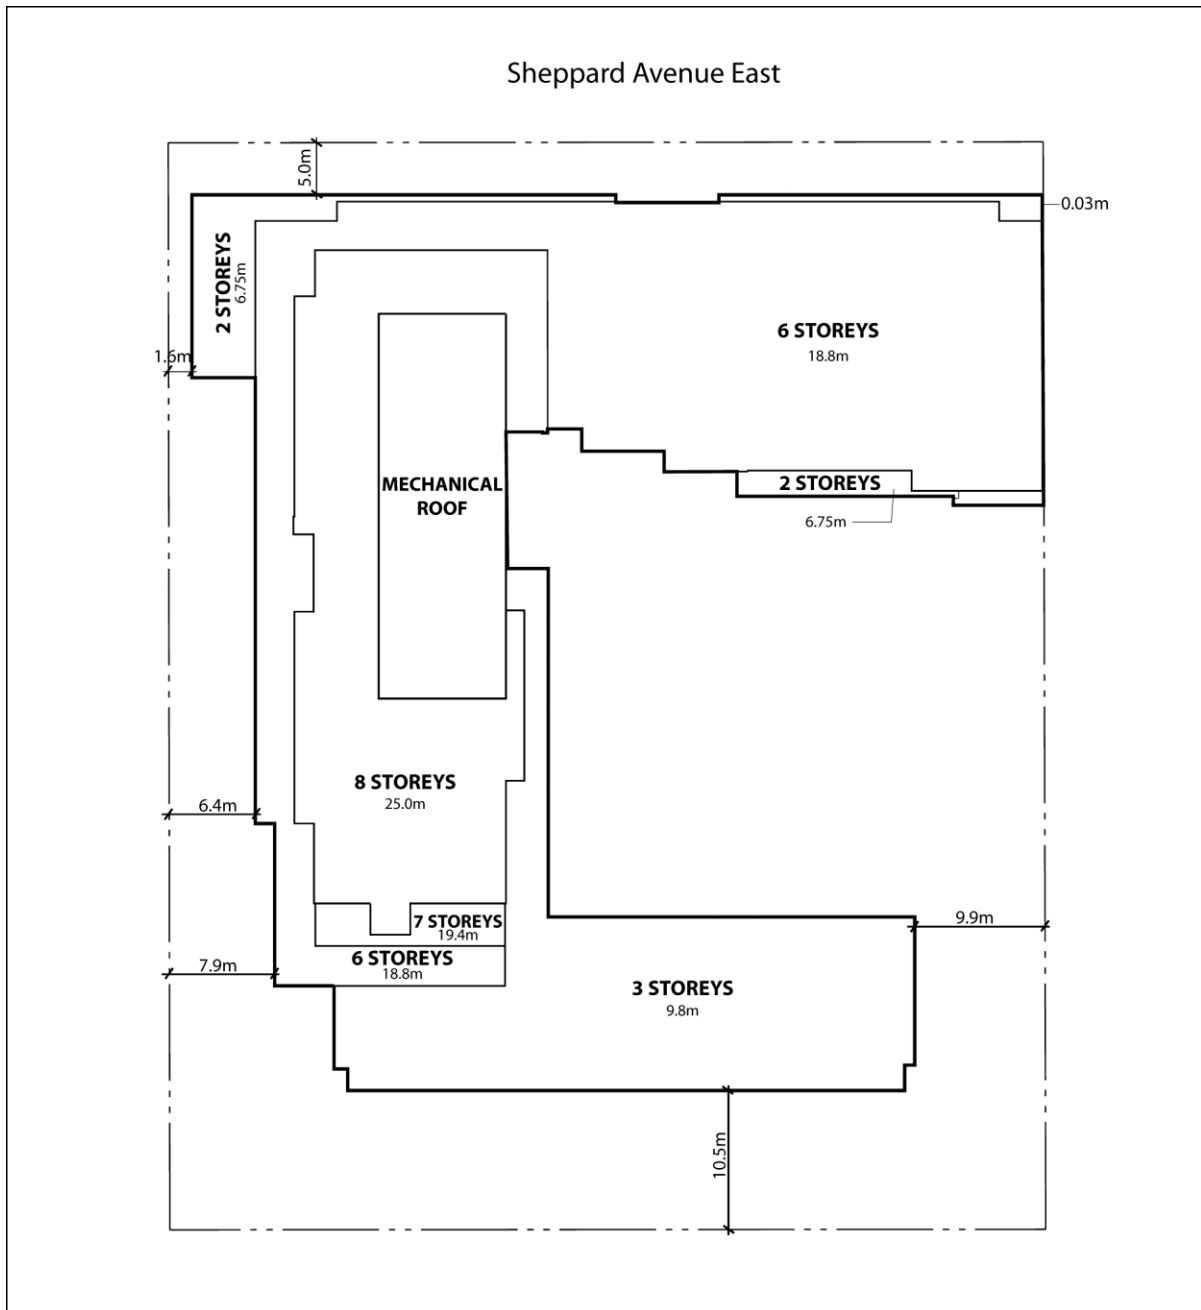 Sheppard Avenue East
5.0m
0.03m
2 STOREYS
6.75m
6 STOREYS
18.8m
1.6m
MECHANICAL
ROOF
2 STOREYS
6.75m
8 STOREYS
25.0m
6.4m
7 STOREYS
19.4m
9.9m
6 STOREYS
18.8m
7.9m
3 STOREYS
9.8m
10.5m